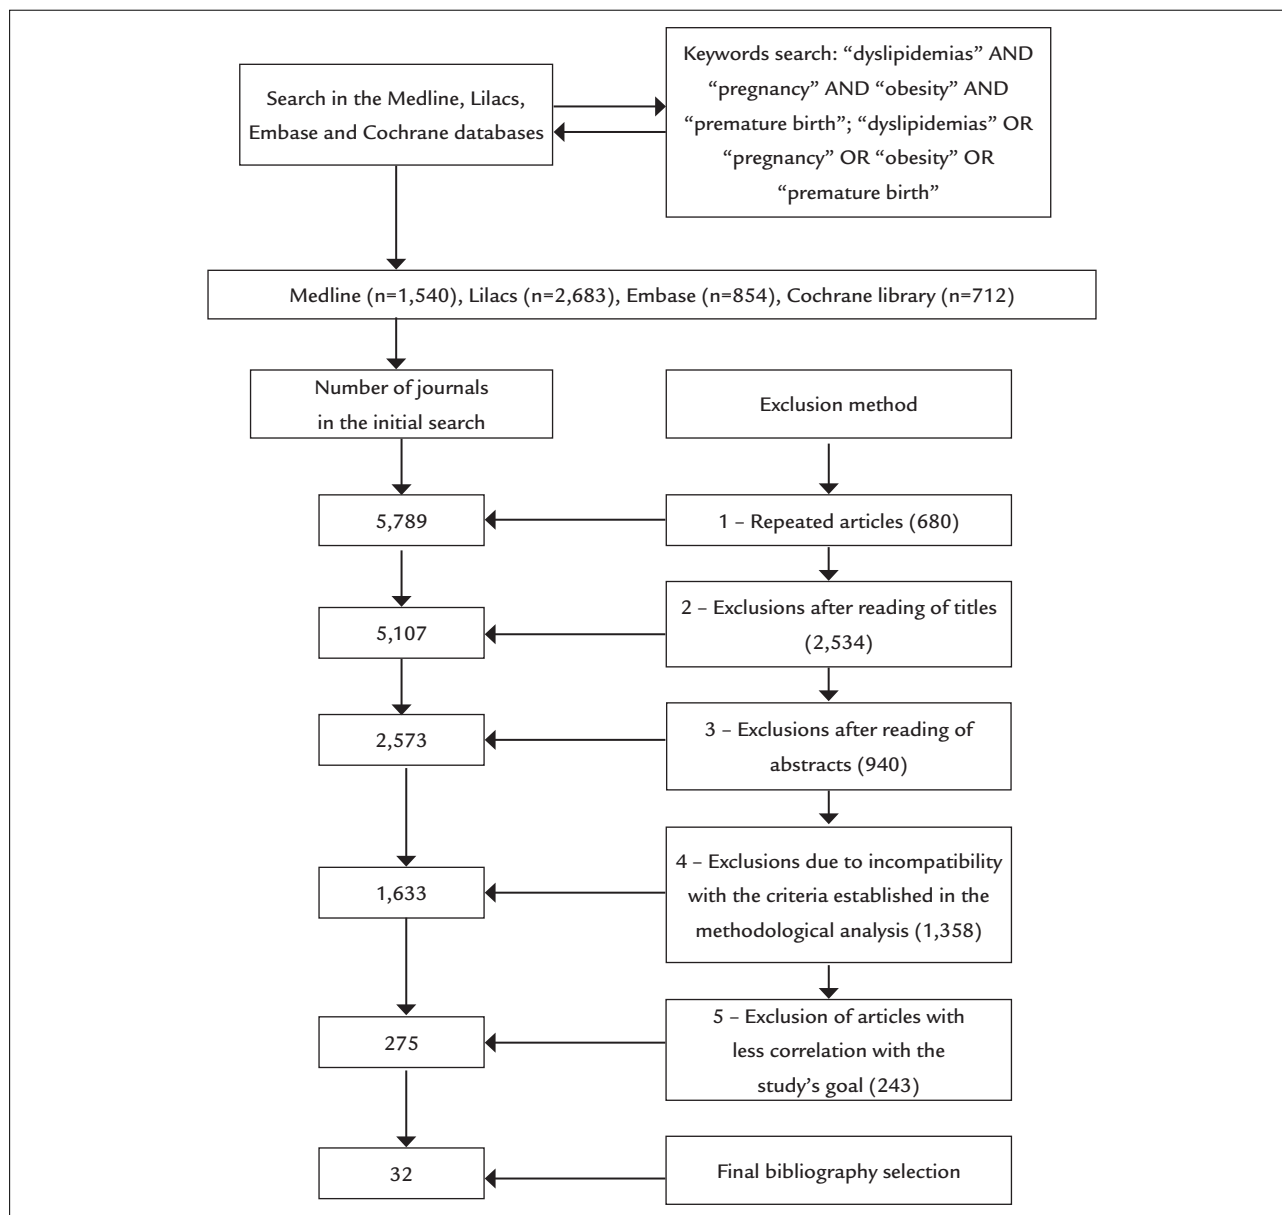 Search in the Medline, Lilacs,
Embase and Cochrane databases
Keywords search: “dyslipidemias” AND
“pregnancy” AND “obesity” AND
“premature birth”; “dyslipidemias” OR
“pregnancy” OR “obesity” OR
“premature birth”
Medline (n=1,540), Lilacs (n=2,683), Embase (n=854), Cochrane library (n=712)
Number of journals
in the initial search
Exclusion method
5,789
1 – Repeated articles (680)
5,107
2 – Exclusions after reading of titles
(2,534)
2,573
3 – Exclusions after reading of
abstracts (940)
1,633
4 – Exclusions due to incompatibility
with the criteria established in the
methodological analysis (1,358)
275
5 – Exclusion of articles with
less correlation with the
study’s goal (243)
32
Final bibliography selection